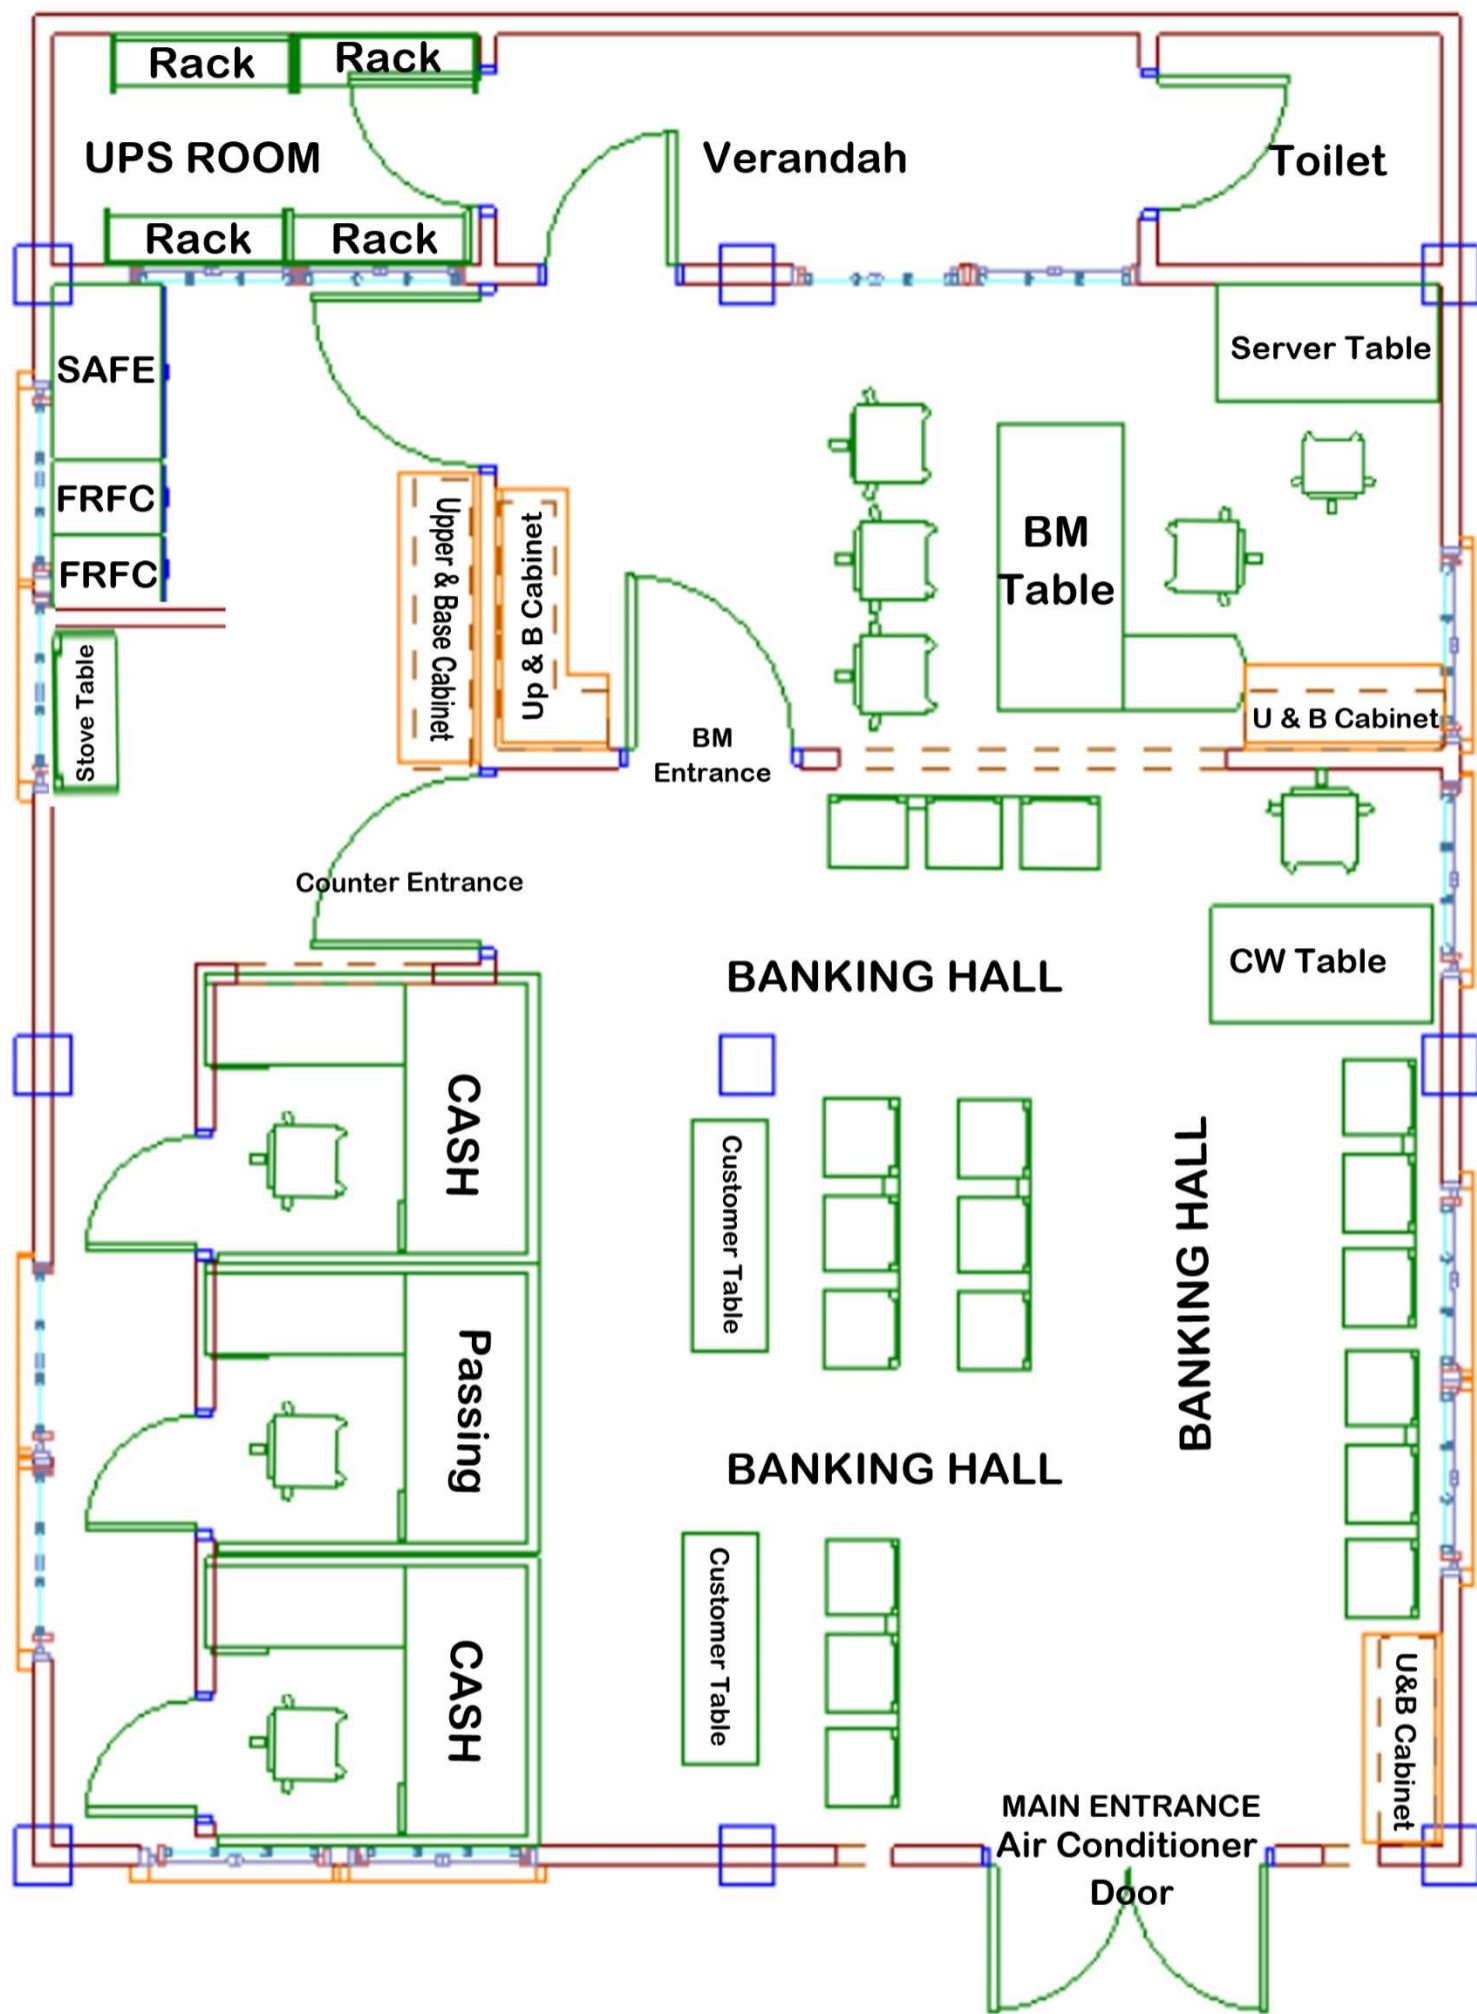 Rack
Rack
UPS ROOM
Verandah
Toilet
Rack
Rack
SAFE
Server Table
FRFC
FRFC
Upper & Base Cabinet
Up & B Cabinet
BM
Table
Stove Table
U & B Cabinet
BM
Entrance
Counter Entrance
BANKING HALL
CW Table
CASH
Customer Table
BANKING HALL
Passing
BANKING HALL
CASH
Customer Table
U&B Cabinet
MAIN ENTRANCE
Air Conditioner
Door